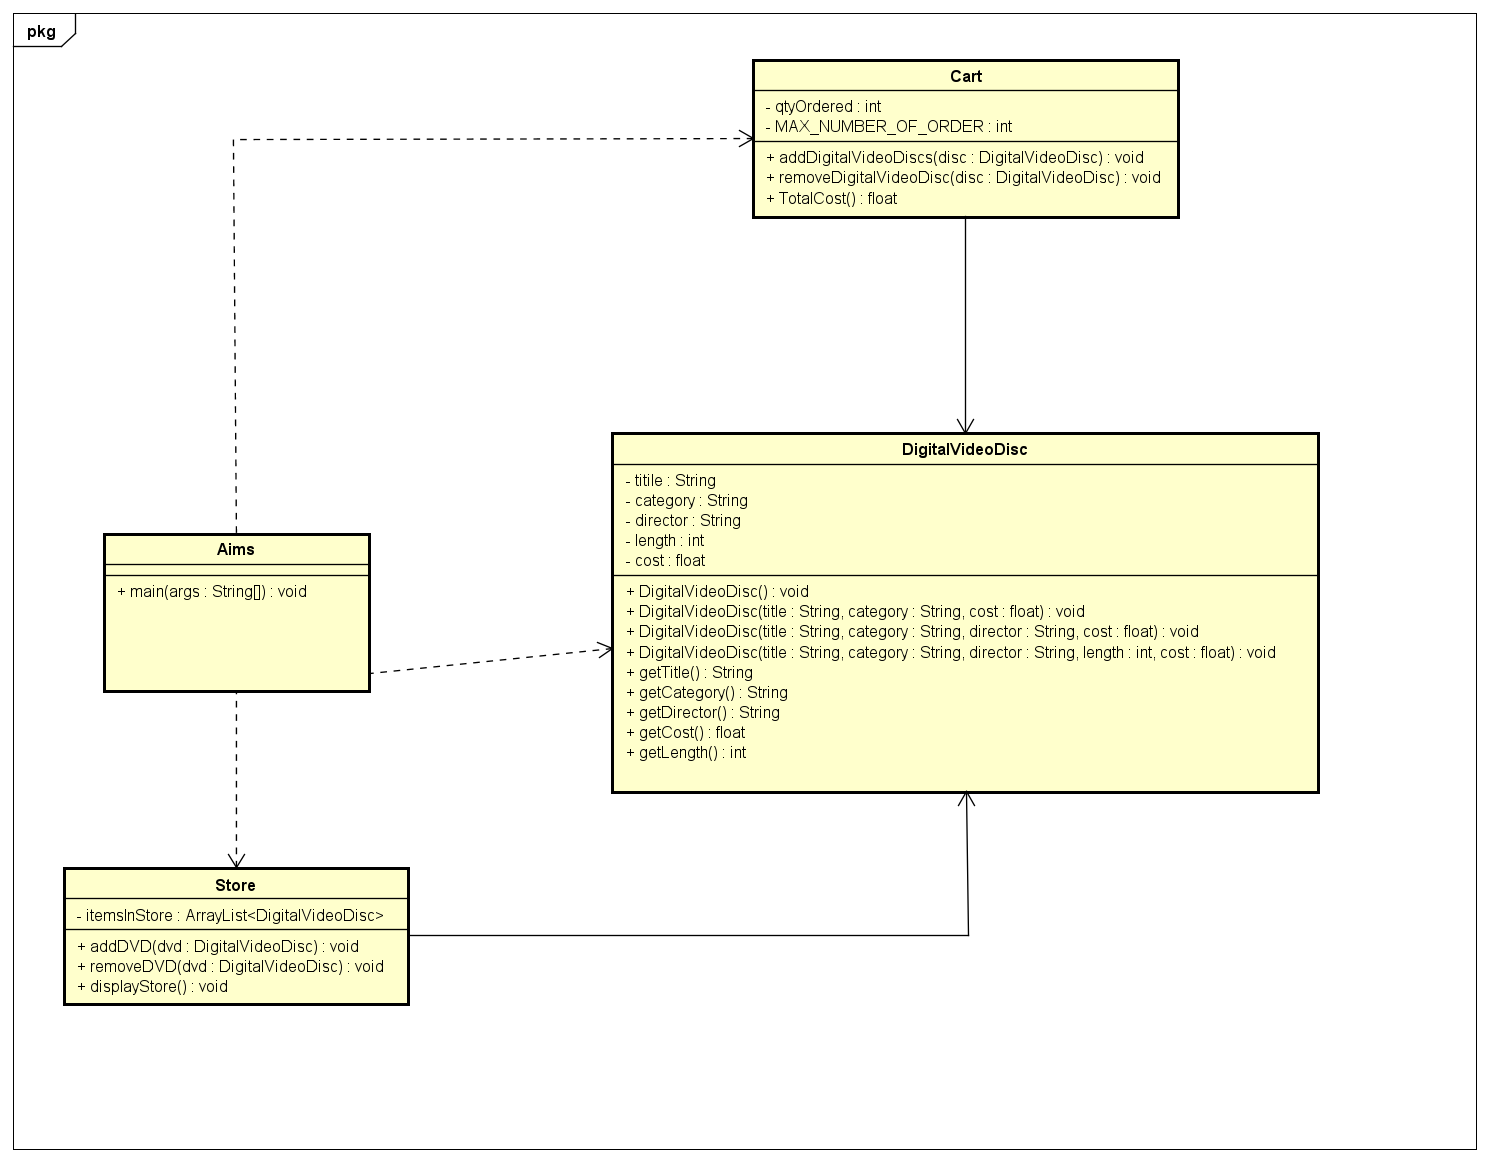 pkg
Cart
- qtyOrdered : int
- MAX_NUMBER_OF_ORDER : int
+ addDigitalVideoDiscs(disc : DigitalVideoDisc) : void
+ removeDigitalVideoDisc(disc : DigitalVideoDisc) : void
+ TotalCost() : float
DigitalVideoDisc
- titile : String
- category : String
- director : String
- length : int
- cost : float
+ DigitalVideoDisc() : void
+ DigitalVideoDisc(title : String, category : String, cost : float) : void
+ DigitalVideoDisc(title : String, category : String, director : String, cost : float) : void
+ DigitalVideoDisc(title : String, category : String, director : String, length : int, cost : float) : void
+ getTitle() : String
+ getCategory() : String
+ getDirector() : String
+ getCost() : float
+ getLength() : int
Aims
+ main(args : String[]) : void
Store
- itemsInStore : ArrayList<DigitalVideoDisc>
+ addDVD(dvd : DigitalVideoDisc) : void
+ removeDVD(dvd : DigitalVideoDisc) : void
+ displayStore() : void